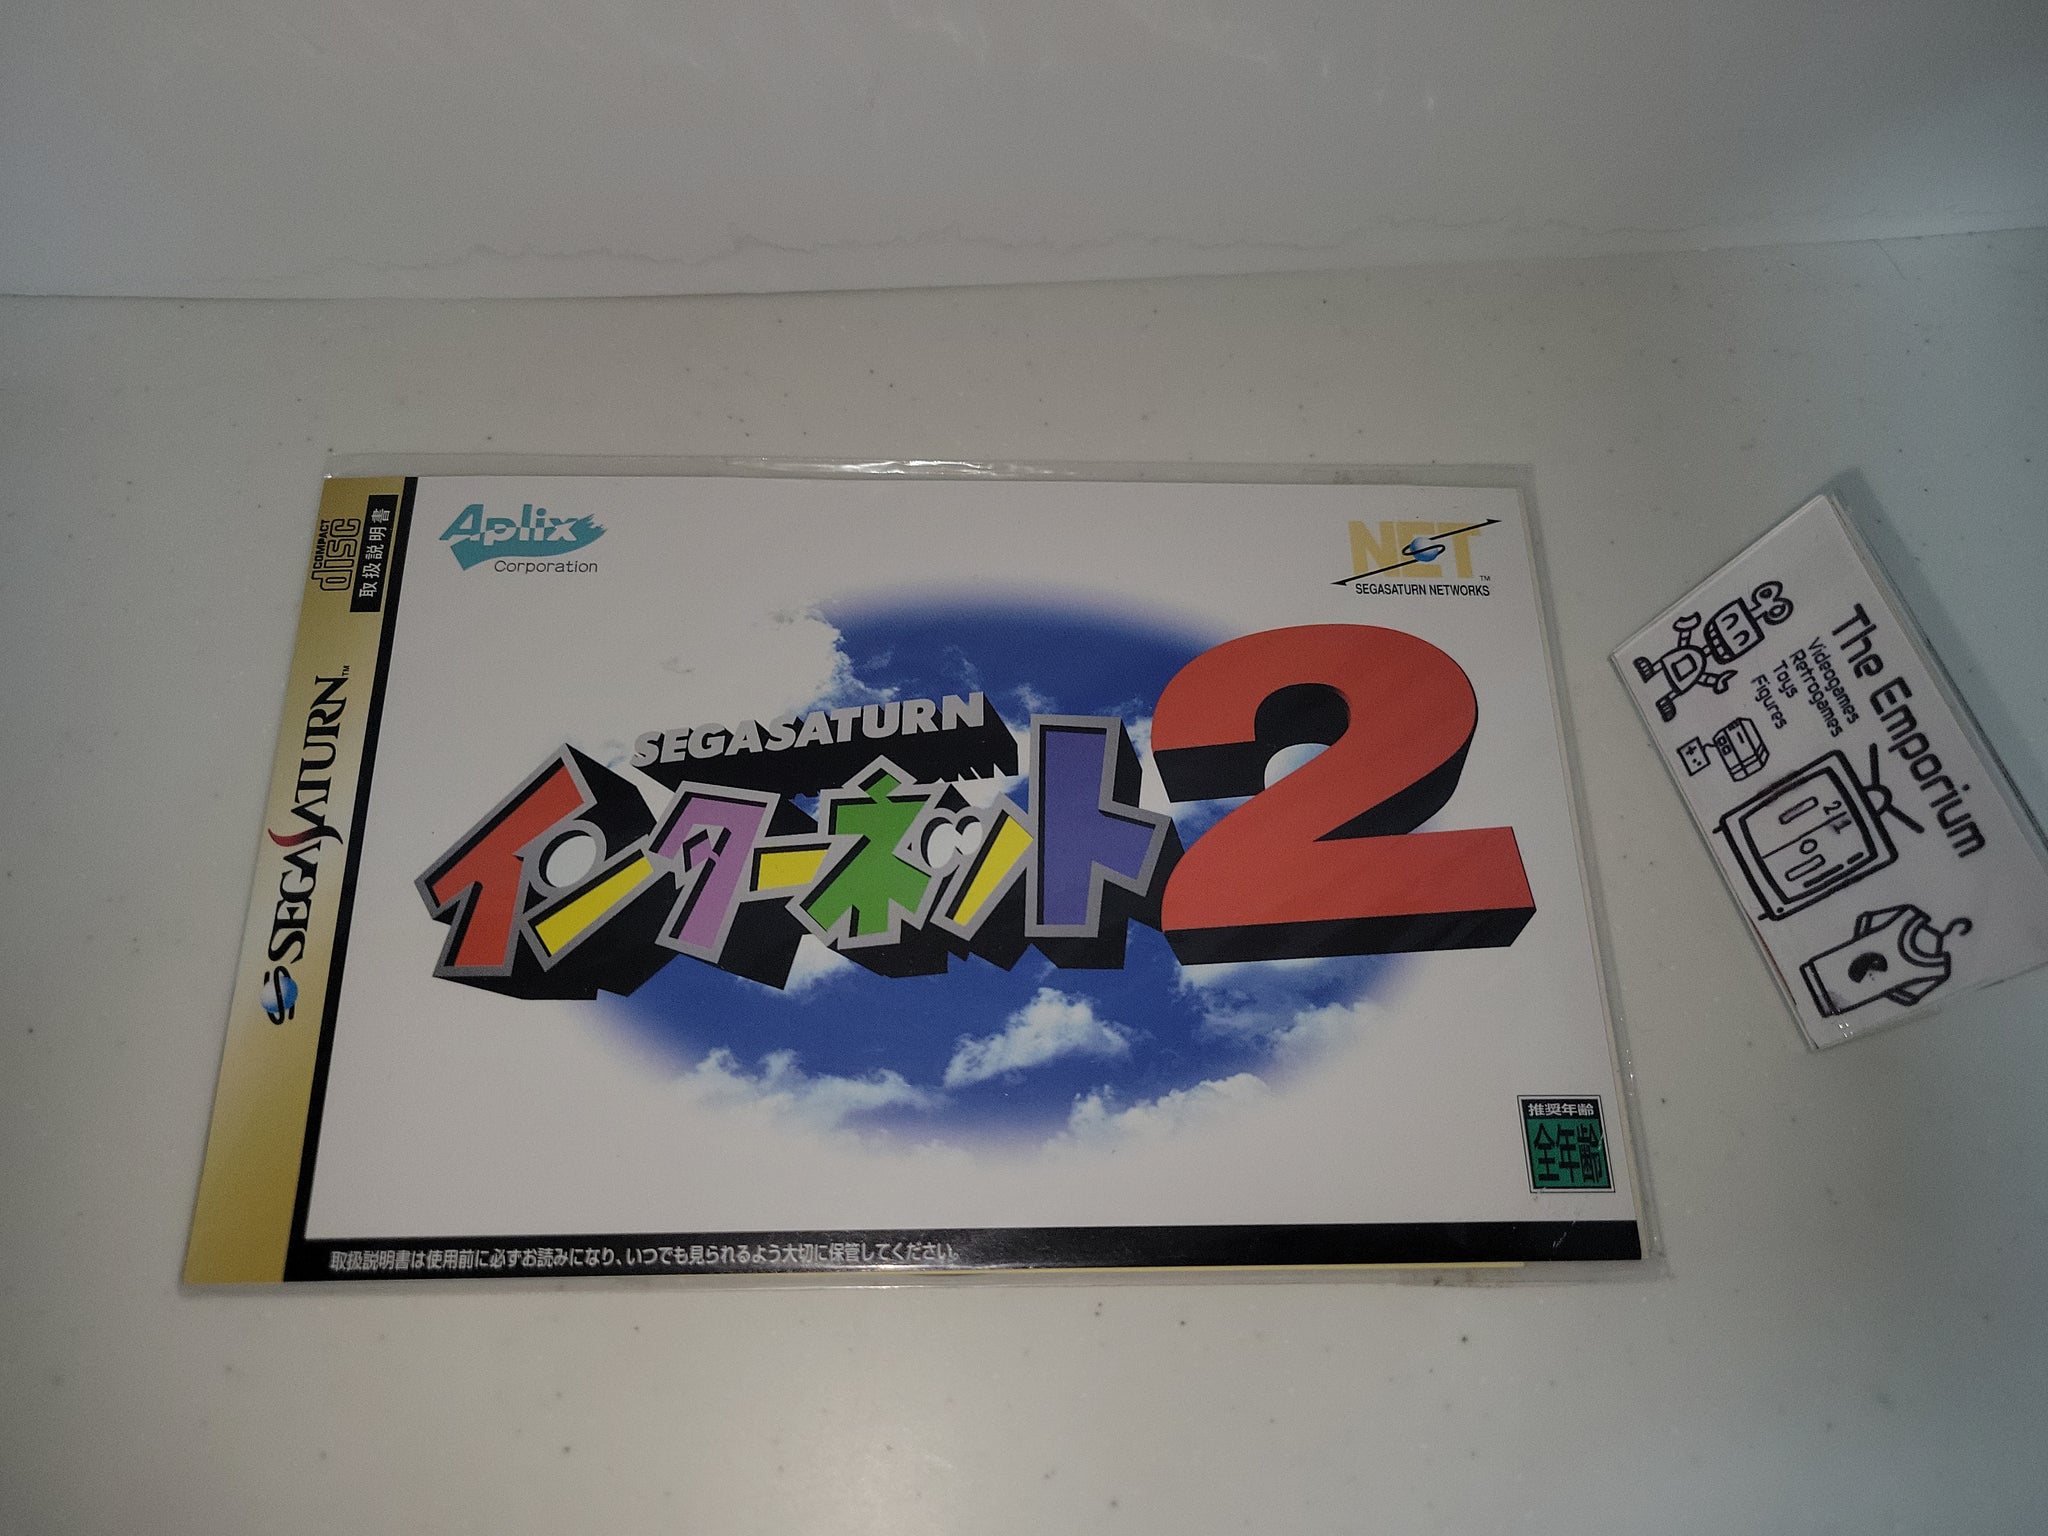 COMPACT
disc
取扱説明書
SEGA SATURN™
Aplix
Corporation
NET™
SEGASATURN NETWORKS
SEGASATURN
インターネット2
推奨年齢
全年齢
取扱説明書は使用前に必ずお読みになり、いつでも見られるよう大切に保管してください。
The Emporium
Videogames
Retrogames
Toys
Figures